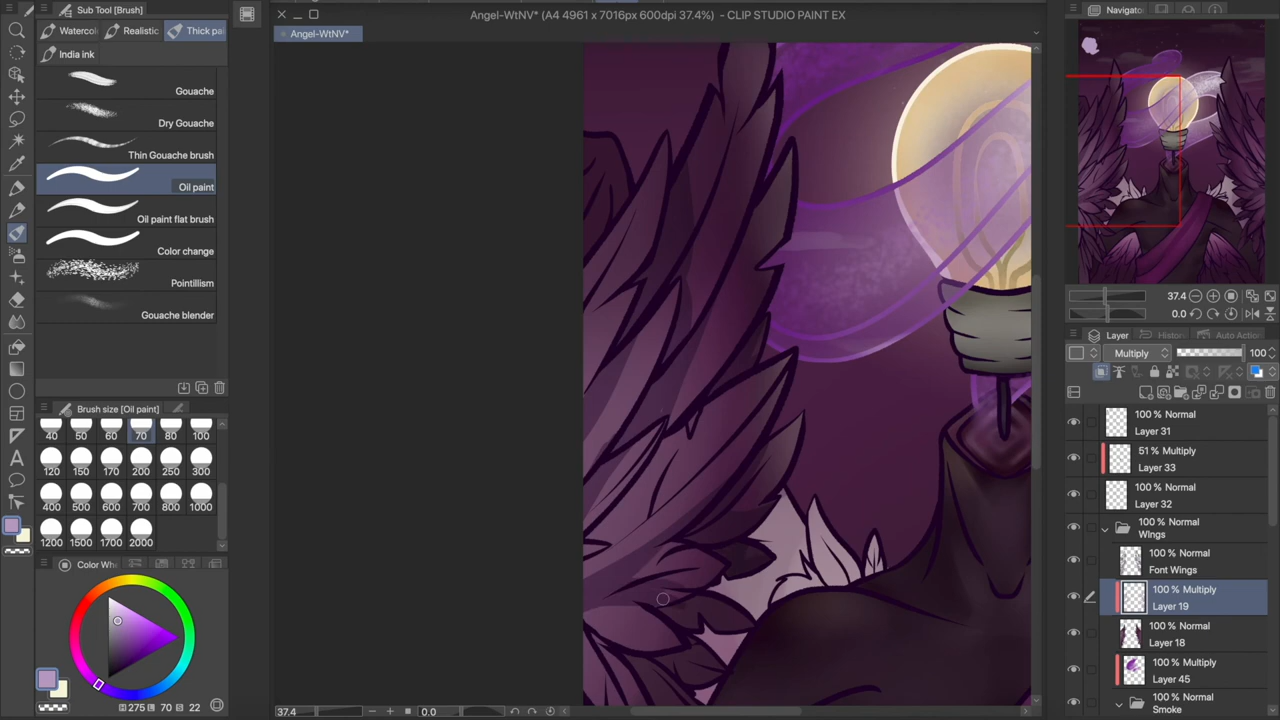 Sub Tool [Brush]
Waterco
Realistic
Thick pa
India ink
Gouache
Dry Gouache
Thin Gouache brush
Oil paint
Oil paint flat brush
Color change
Pointillism
Gouache blender
Brush size [Oil paint]
40 50 60 70 80 100
120 150 170 200 250 300
400 500 600 700 800 1000
1200 1500 1700 2000
Color Wh
H 275 L 70 S 22
Angel-WtNV* (A4 4961 x 7016px 600dpi 37.4%) - CLIP STUDIO PAINT EX
Angel-WtNV*
37.4
0.0
Navigator
37.4
0.0
Layer
Histor
Auto Action
Multiply
100
100 % Normal
Layer 31
51 % Multiply
Layer 33
100 % Normal
Layer 32
100 % Normal
WIngs
100 % Normal
Font Wings
100 % Multiply
Layer 19
100 % Normal
Layer 18
100 % Multiply
Layer 45
100 % Normal
Smoke